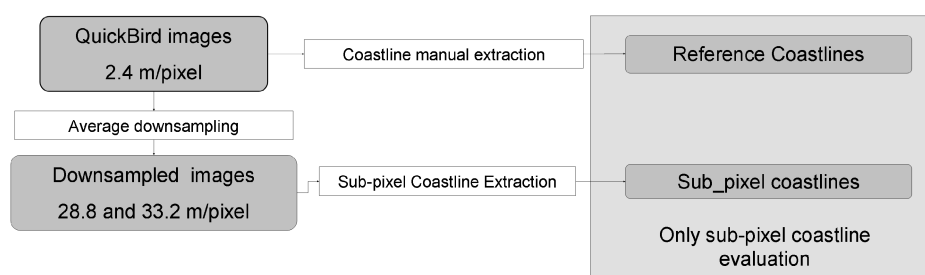 QuickBird images
2.4 m/pixel
Coastline manual extraction
Reference Coastlines
Average downsampling
Downsampled images
28.8 and 33.2 m/pixel
Sub-pixel Coastline Extraction
Sub_pixel coastlines
Only sub-pixel coastline
evaluation